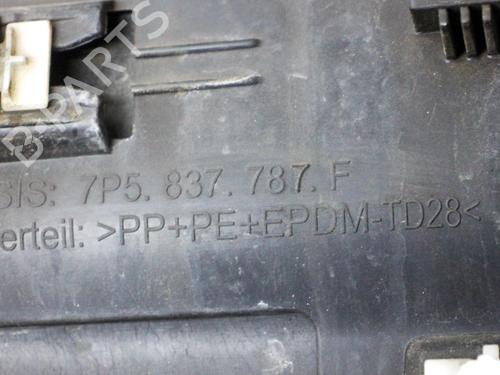 B-PARTS
SIS: 7P5. 837. 787. F
erteil: >PP+PE+EPDM-TD28<